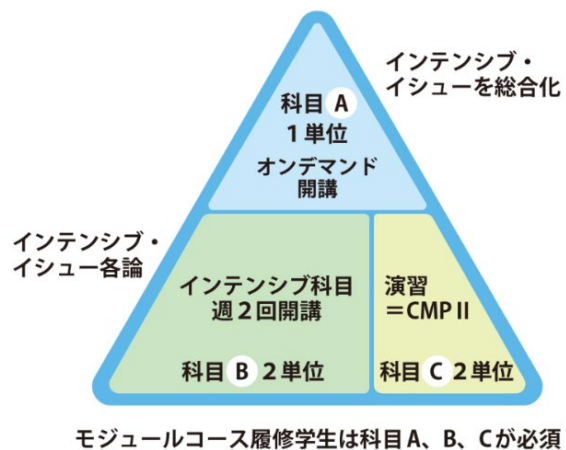 インテンシブ・
イシューを総合化
科目 A
1単位
オンデマンド
開講
インテンシブ・
イシュー各論
インテンシブ科目
週2回開講
科目 B 2単位
演習
＝CMP II
科目 C 2単位
モジュールコース履修学生は科目A、B、Cが必須